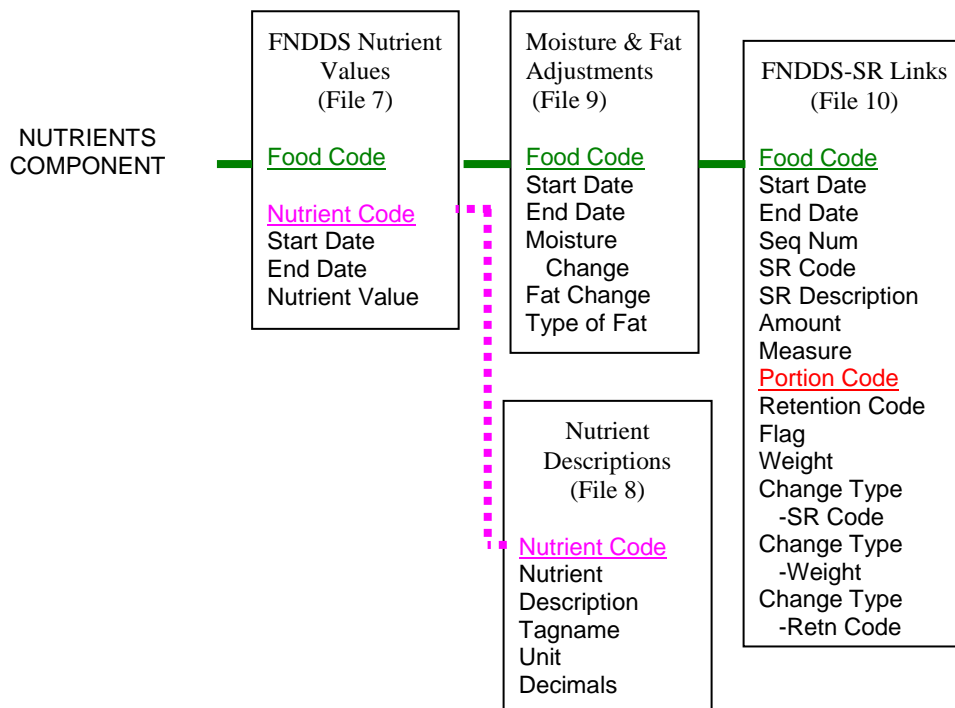 NUTRIENTS
COMPONENT
FNDDS Nutrient
Values
(File 7)
Food Code
Nutrient Code
Start Date
End Date
Nutrient Value
Moisture & Fat
Adjustments
(File 9)
Food Code
Start Date
End Date
Moisture
Change
Fat Change
Type of Fat
Nutrient
Descriptions
(File 8)
Nutrient Code
Nutrient
Description
Tagname
Unit
Decimals
FNDDS-SR Links
(File 10)
Food Code
Start Date
End Date
Seq Num
SR Code
SR Description
Amount
Measure
Portion Code
Retention Code
Flag
Weight
Change Type
-SR Code
Change Type
-Weight
Change Type
-Retn Code